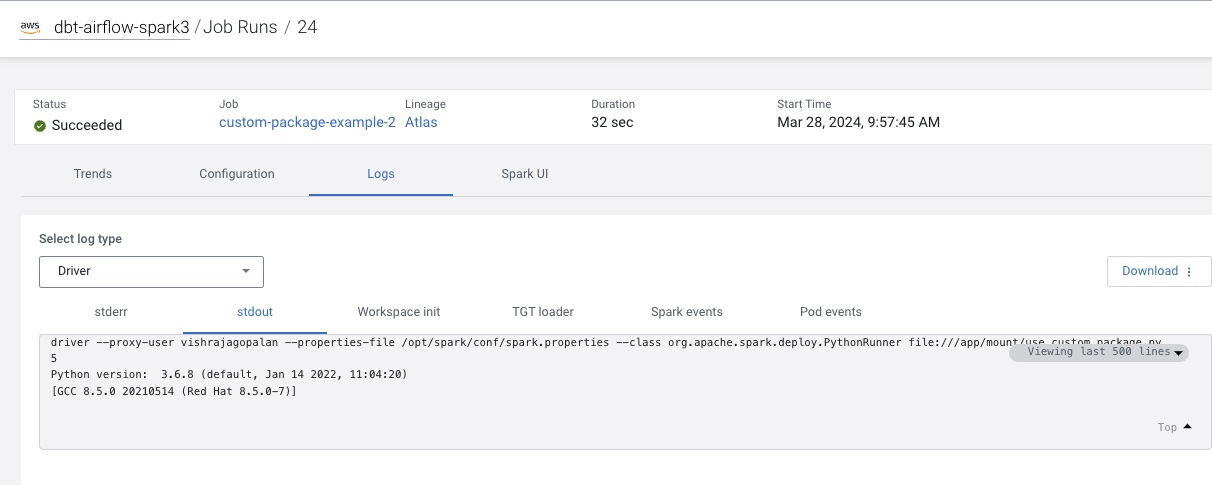 aws dbt-airflow-spark3 / Job Runs / 24
Status Job Lineage Duration Start Time
Succeeded custom-package-example-2 Atlas 32 sec Mar 28, 2024, 9:57:45 AM
Trends Configuration Logs Spark UI
Select log type
Driver Download
stderr stdout Workspace init TGT loader Spark events Pod events
driver --proxy-user vishrajagopalan --properties-file /opt/spark/conf/spark.properties --class org.apache.spark.deploy.PythonRunner file:///app/mount/use_custom_package.py
Viewing last 500 lines
5
Python version:  3.6.8 (default, Jan 14 2022, 11:04:20)
[GCC 8.5.0 20210514 (Red Hat 8.5.0-7)]
Top